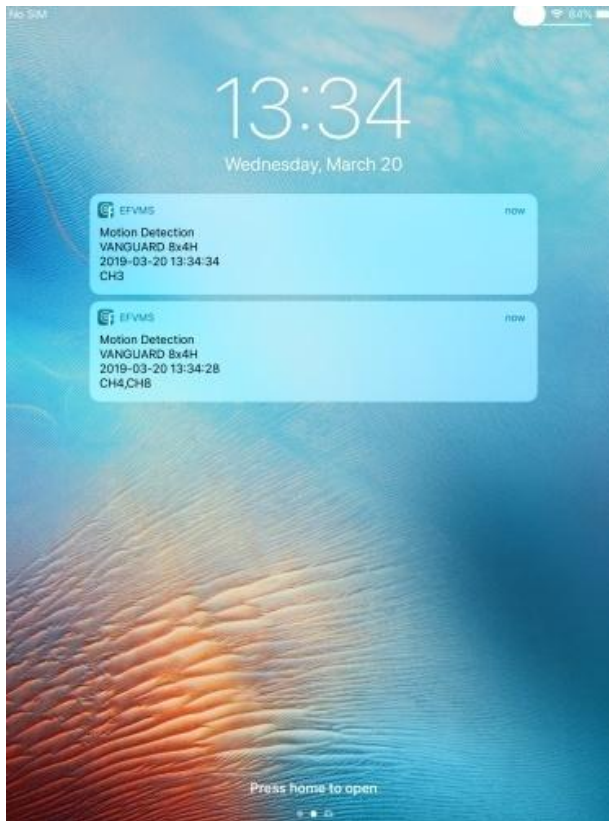 No SIM
84%
13:34
Wednesday, March 20
EFVMS
now
Motion Detection
VANGUARD 8x4H
2019-03-20 13:34:34
CH3
EFVMS
now
Motion Detection
VANGUARD 8x4H
2019-03-20 13:34:28
CH4,CH8
Press home to open